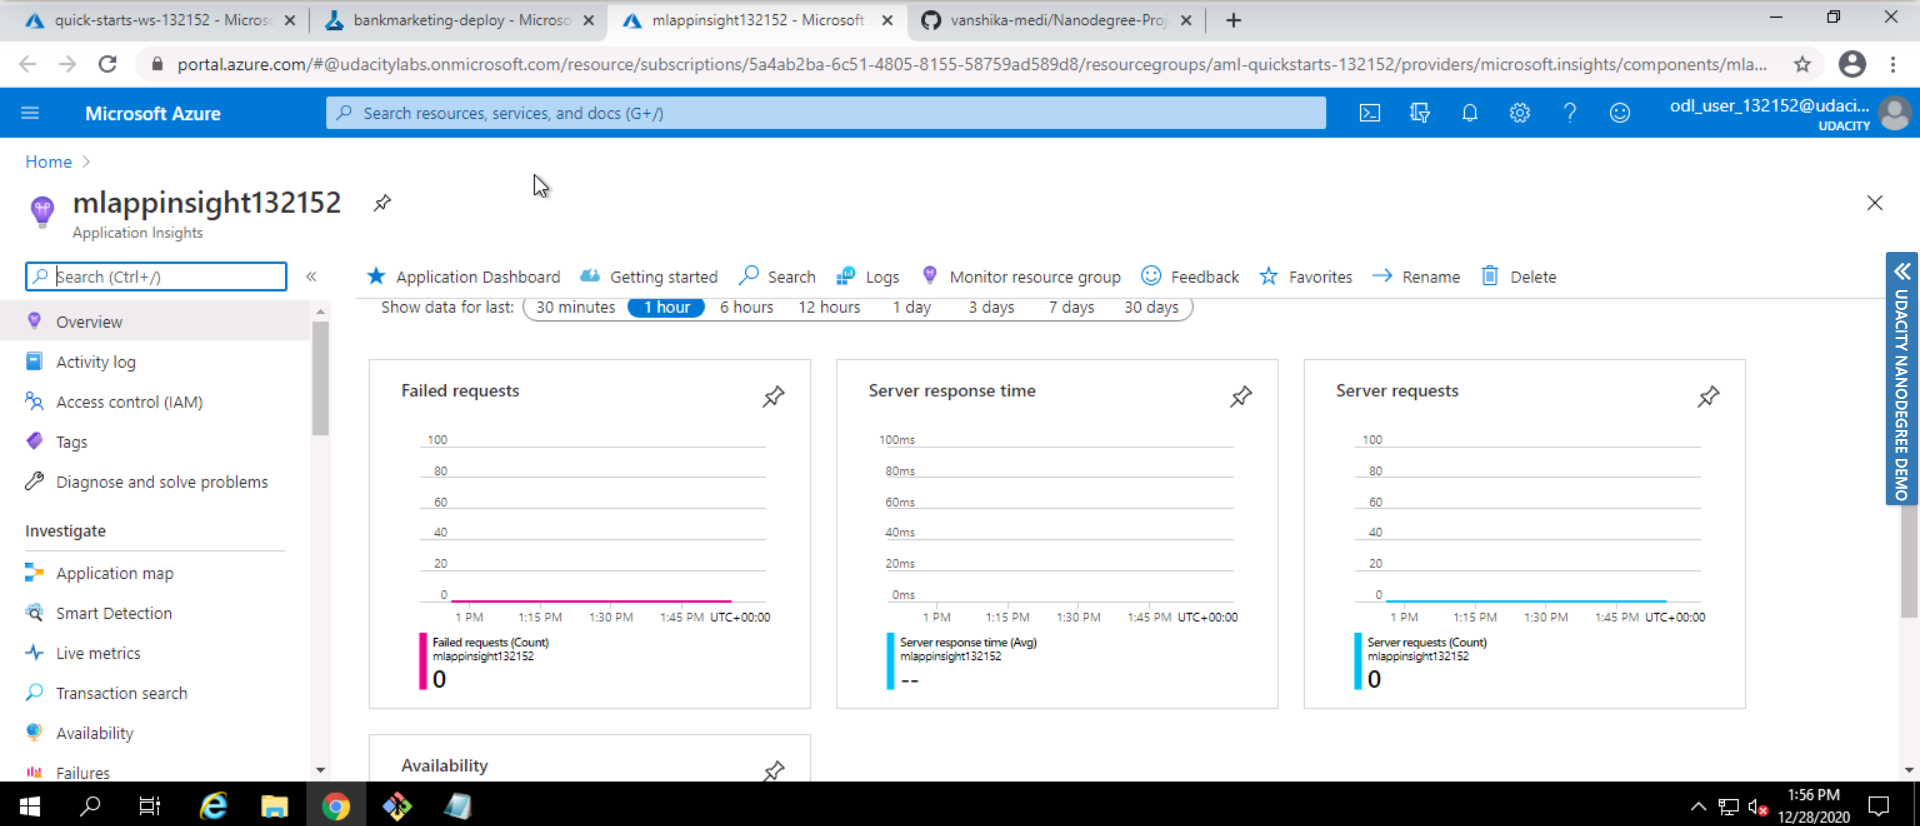 quick-starts-ws-132152 - Micros
bankmarketing-deploy - Microso
mlappinsight132152 - Microsoft
vanshika-medi/Nanodegree-Proj
portal.azure.com/#@udacitylabs.onmicrosoft.com/resource/subscriptions/5a4ab2ba-6c51-4805-8155-58759ad589d8/resourcegroups/aml-quickstarts-132152/providers/microsoft.insights/components/mla...
Microsoft Azure
Search resources, services, and docs (G+/)
odl_user_132152@udaci...
UDACITY
Home
mlappinsight132152
Application Insights
Search (Ctrl+/)
Overview
Activity log
Access control (IAM)
Tags
Diagnose and solve problems
Investigate
Application map
Smart Detection
Live metrics
Transaction search
Availability
Failures
Application Dashboard Getting started Search Logs Monitor resource group Feedback Favorites Rename Delete
Show data for last: 30 minutes 1 hour 6 hours 12 hours 1 day 3 days 7 days 30 days
Failed requests
100
80
60
40
20
0
1 PM 1:15 PM 1:30 PM 1:45 PM UTC+00:00
Failed requests (Count)
mlappinsight132152
0
Server response time
100ms
80ms
60ms
40ms
20ms
0ms
1 PM 1:15 PM 1:30 PM 1:45 PM UTC+00:00
Server response time (Avg)
mlappinsight132152
--
Server requests
100
80
60
40
20
0
1 PM 1:15 PM 1:30 PM 1:45 PM UTC+00:00
Server requests (Count)
mlappinsight132152
0
Availability
UDACITY NANODEGREE DEMO
1:56 PM
12/28/2020